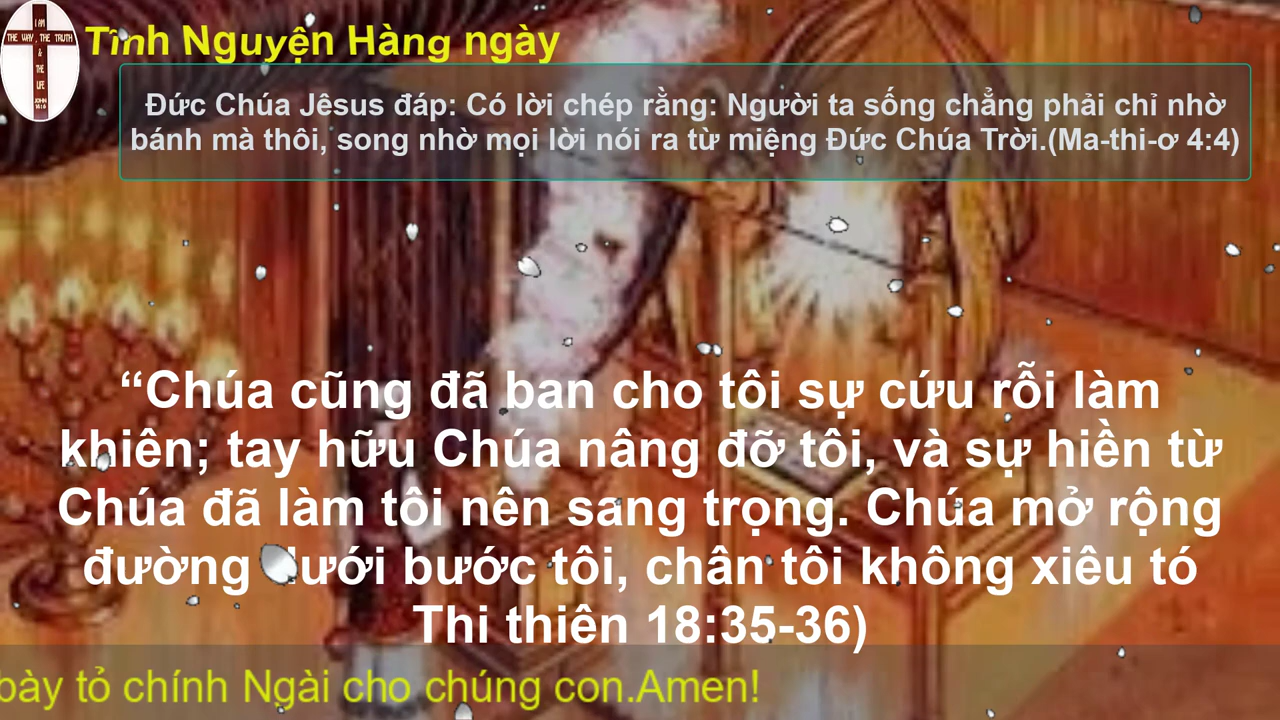 I AM
THE WAY, THE TRUTH
&
THE
LIFE
JOHN
14:6
Tĩnh Nguyện Hàng ngày
Đức Chúa Jêsus đáp: Có lời chép rằng: Người ta sống chẳng phải chỉ nhờ
bánh mà thôi, song nhờ mọi lời nói ra từ miệng Đức Chúa Trời.(Ma-thi-ơ 4:4)
“Chúa cũng đã ban cho tôi sự cứu rỗi làm
khiên; tay hữu Chúa nâng đỡ tôi, và sự hiền từ
Chúa đã làm tôi nên sang trọng. Chúa mở rộng
đường dưới bước tôi, chân tôi không xiêu tó
Thi thiên 18:35-36)
bày tỏ chính Ngài cho chúng con.Amen!